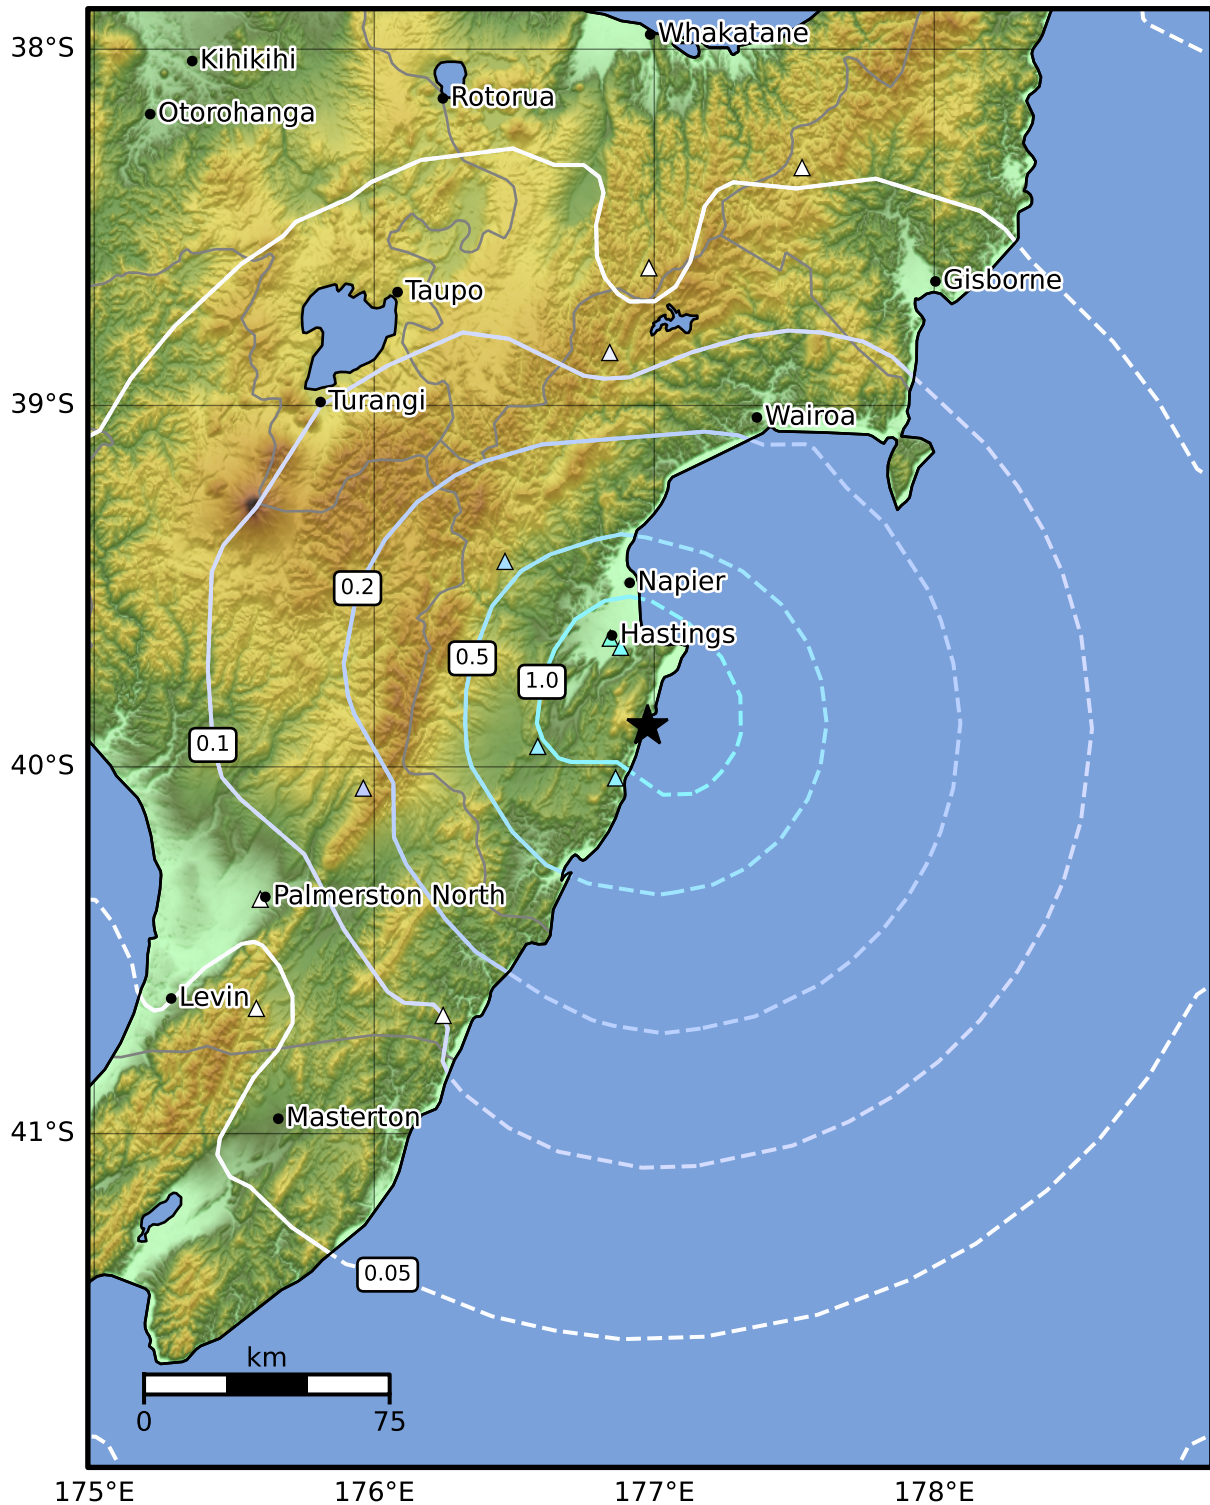 Whakatane
38°S
Kihikihi
Rotorua
Otorohanga
Gisborne
Taupo
39°S
Turangi
Wairoa
Napier
0.2
Hastings
0.5
1.0
0.1
40°S
Palmerston North
Levin
Masterton
41°S
0.05
km
0 75
175°E 176°E 177°E 178°E